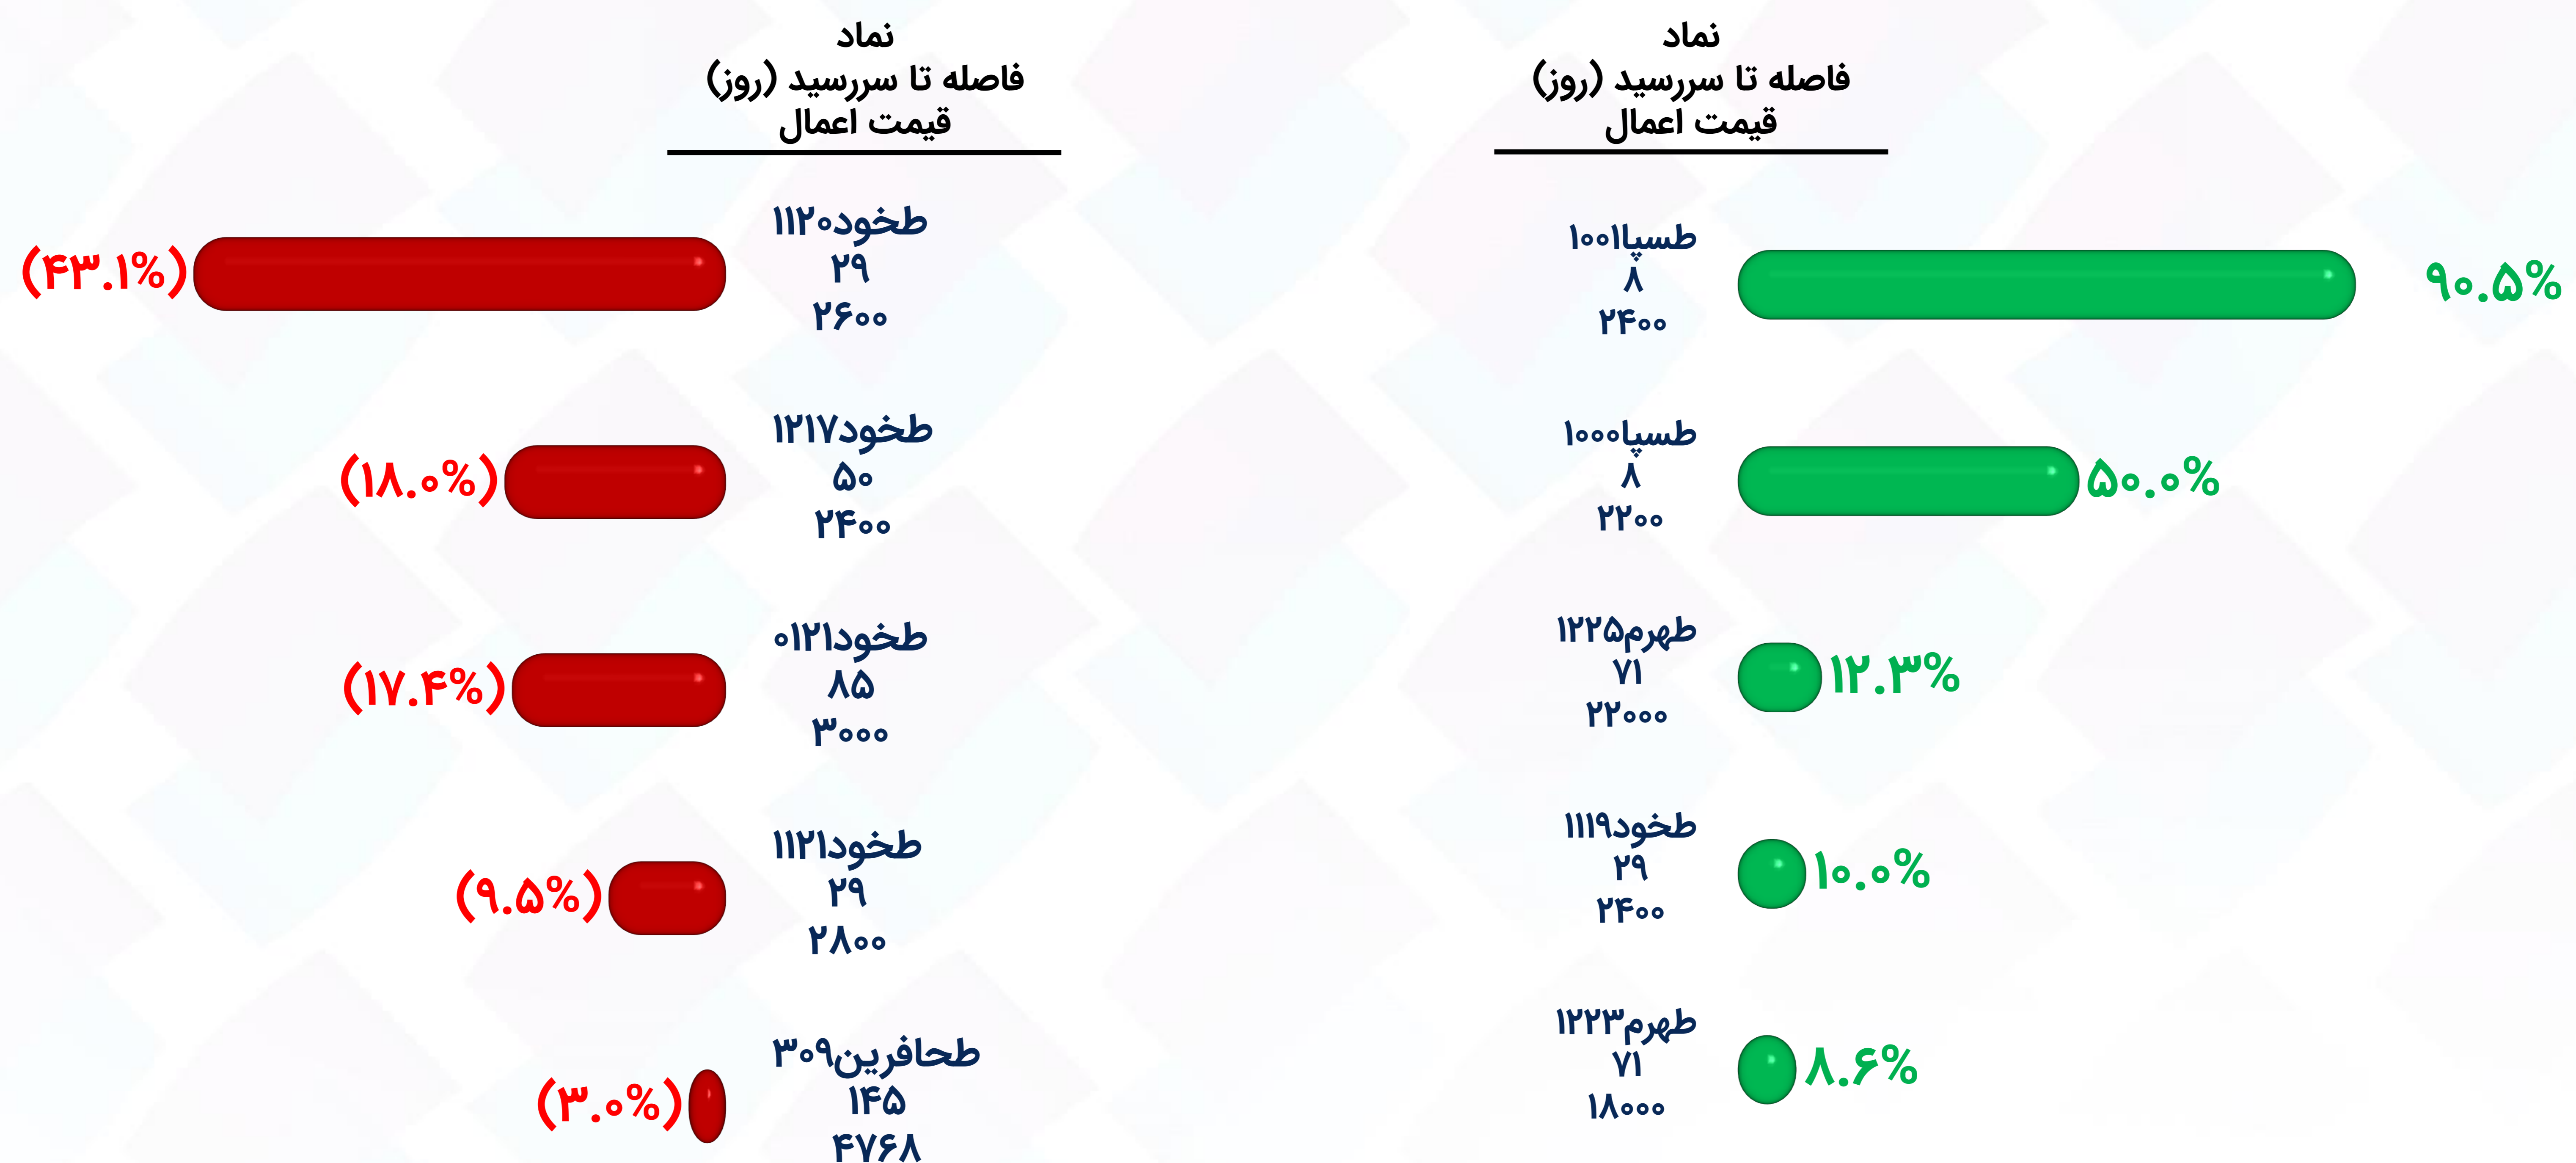 نماد
فاصله تا سررسید (روز)
قیمت اعمال
طسپا۱۰۰۱
۸
۲۴۰۰
۹۰.۵%
طسپا۱۰۰۰
۸
۲۲۰۰
۵۰.۰%
طهرم۱۲۲۵
۷۱
۲۲۰۰۰
۱۲.۳%
طخود۱۱۱۹
۲۹
۲۴۰۰
۱۰.۰%
طهرم۱۲۲۳
۷۱
۱۸۰۰۰
۸.۶%
نماد
فاصله تا سررسید (روز)
قیمت اعمال
طخود۱۱۲۰
۲۹
۲۶۰۰
(۴۳.۱%)
طخود۱۲۱۷
۵۰
۲۴۰۰
(۱۸.۰%)
طخود۰۱۲۱
۸۵
۳۰۰۰
(۱۷.۴%)
طخود۱۱۲۱
۲۹
۲۸۰۰
(۹.۵%)
طحافرین۳۰۹
۱۴۵
۴۷۶۸
(۳.۰%)